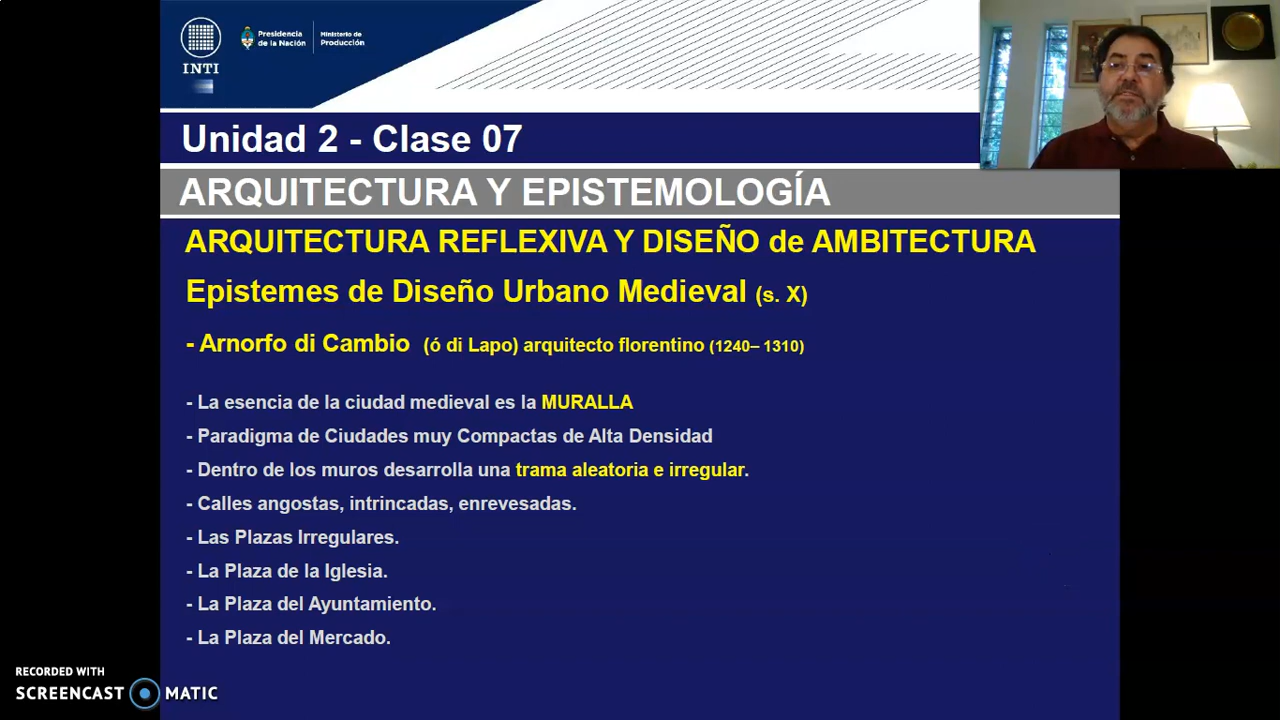 INTI
Presidencia de la Nación
Ministerio de Producción
Unidad 2 - Clase 07
ARQUITECTURA Y EPISTEMOLOGÍA
ARQUITECTURA REFLEXIVA Y DISEÑO de AMBITECTURA
Epistemes de Diseño Urbano Medieval (s. X)
- Arnorfo di Cambio (ó di Lapo) arquitecto florentino (1240– 1310)
- La esencia de la ciudad medieval es la MURALLA
- Paradigma de Ciudades muy Compactas de Alta Densidad
- Dentro de los muros desarrolla una trama aleatoria e irregular.
- Calles angostas, intrincadas, enrevesadas.
- Las Plazas Irregulares.
- La Plaza de la Iglesia.
- La Plaza del Ayuntamiento.
- La Plaza del Mercado.
RECORDED WITH
SCREENCAST MATIC